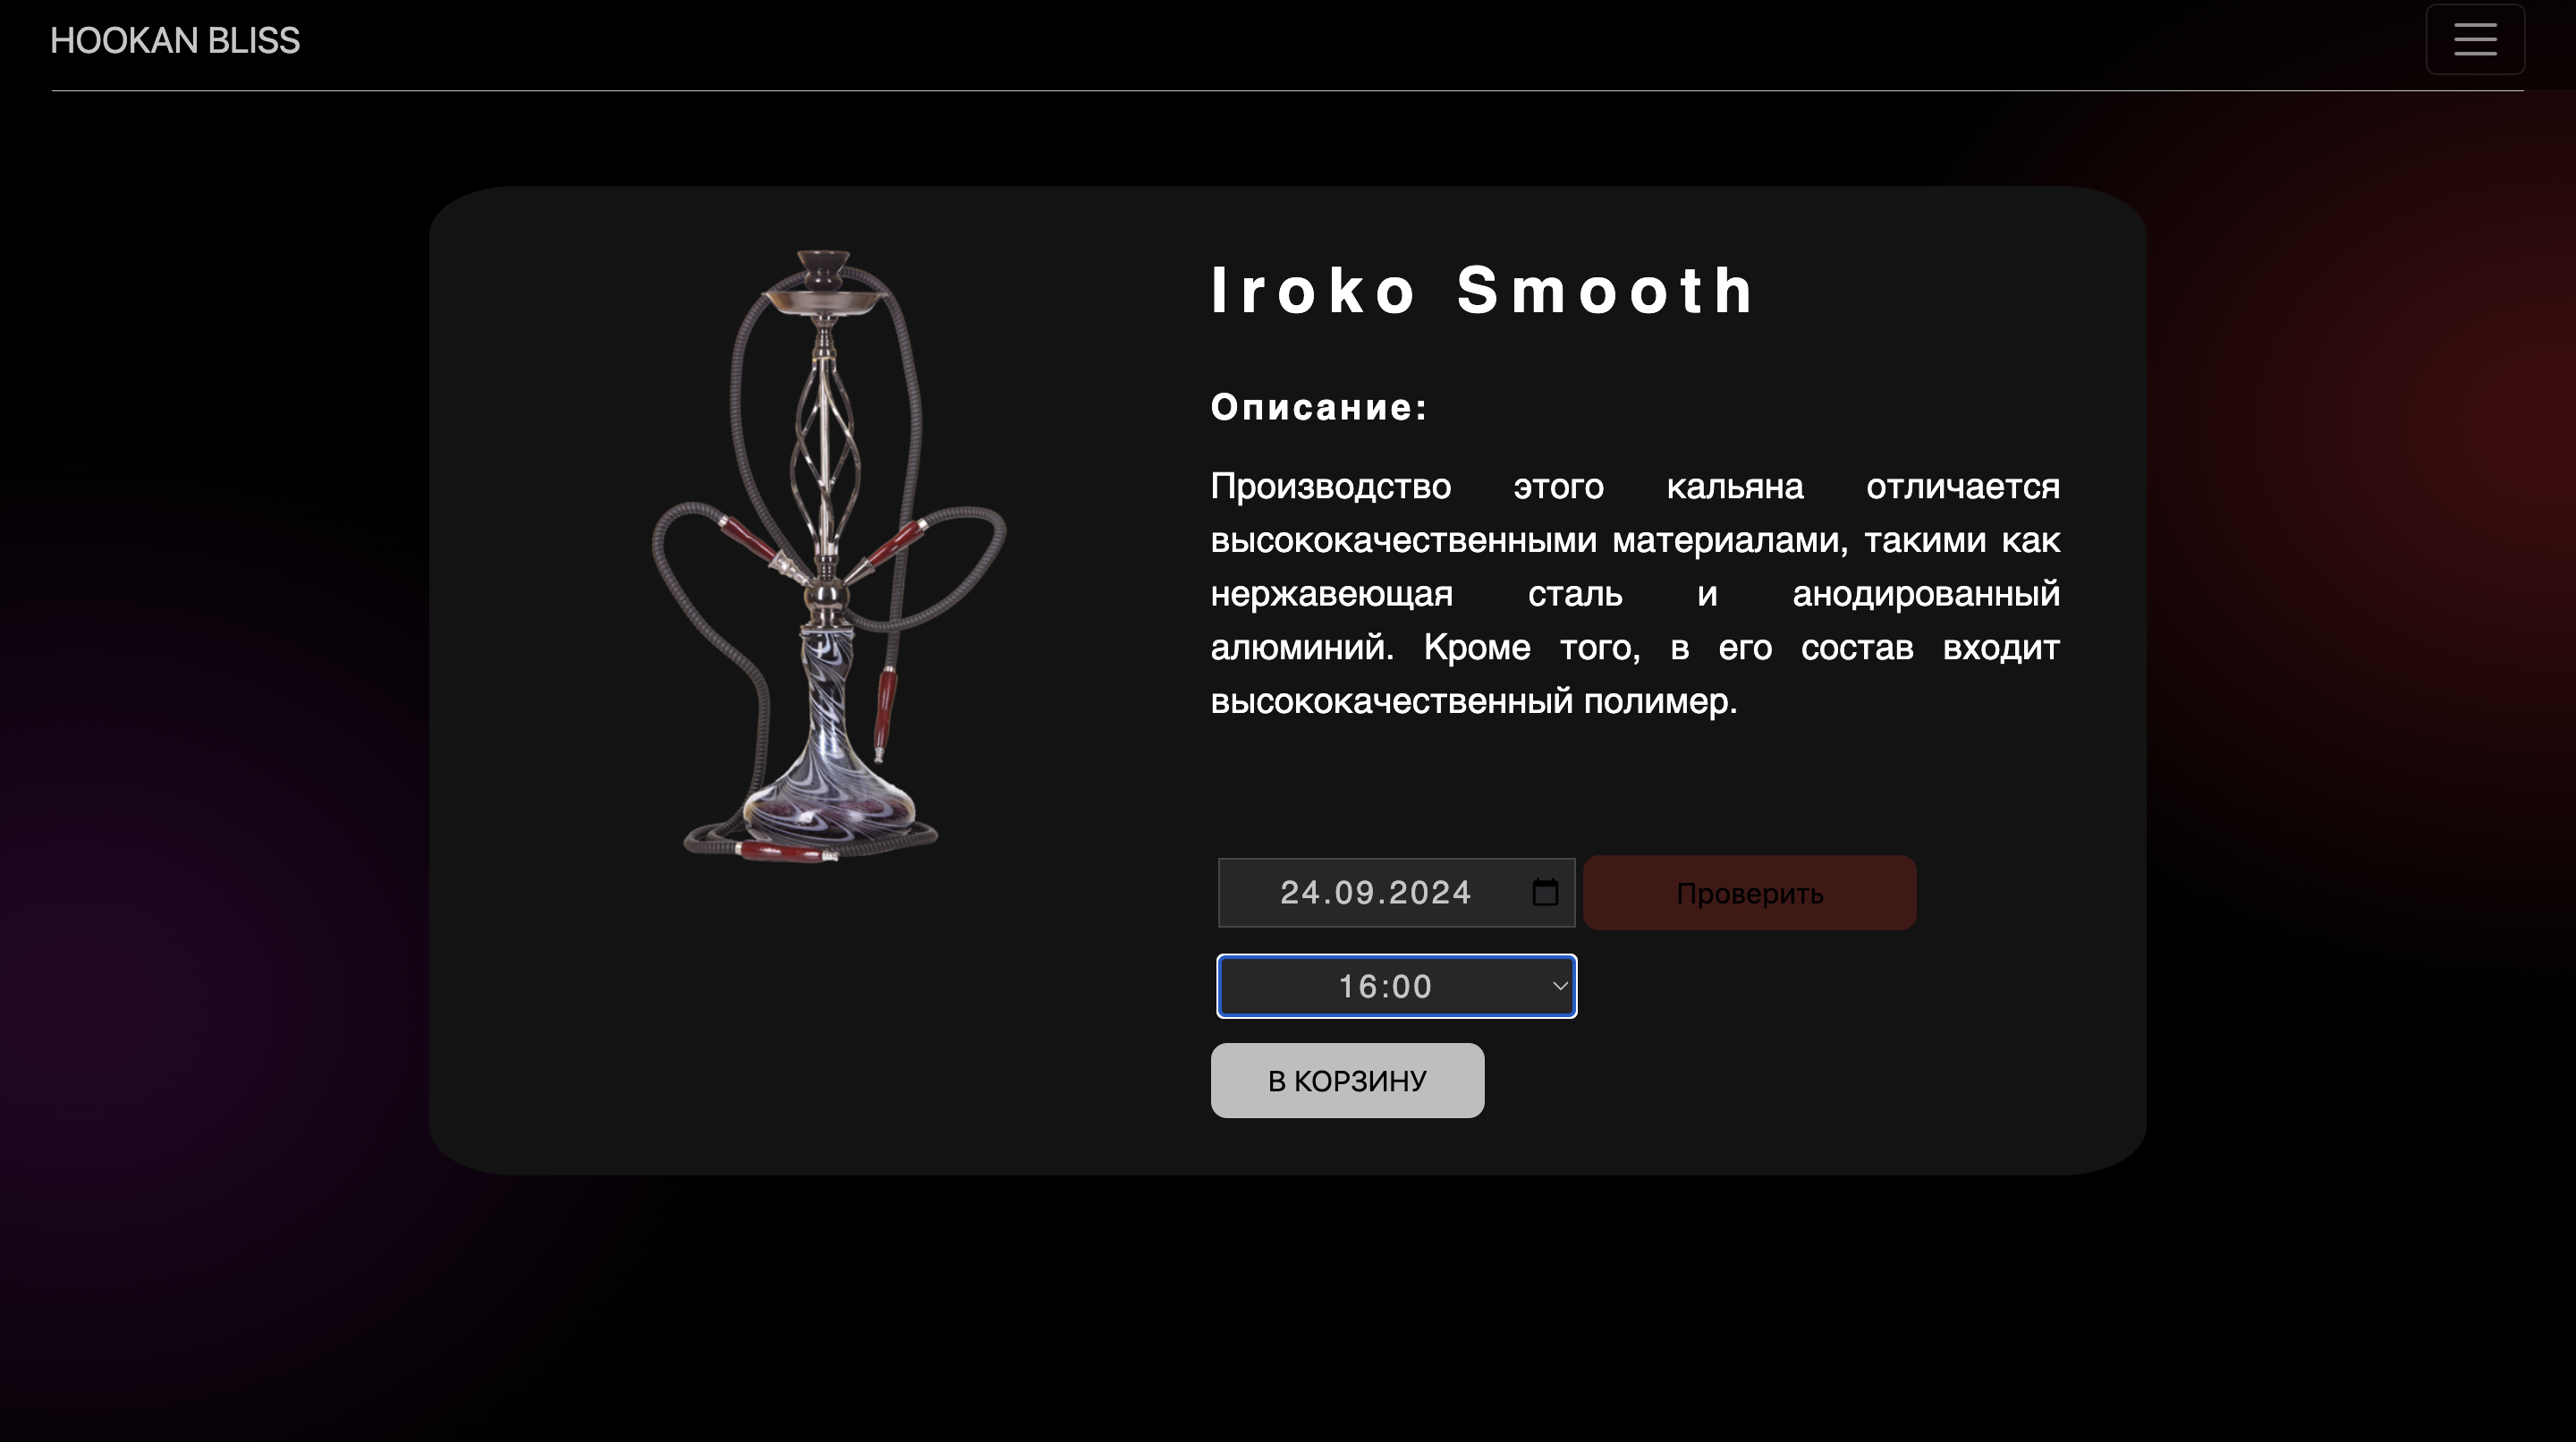 HOOKAN BLISS
Iroko Smooth
Описание:
Производство этого кальяна отличается
высококачественными материалами, такими как
нержавеющая сталь и анодированный
алюминий. Кроме того, в его состав входит
высококачественный полимер.
24.09.2024
Проверить
16:00
В КОРЗИНУ